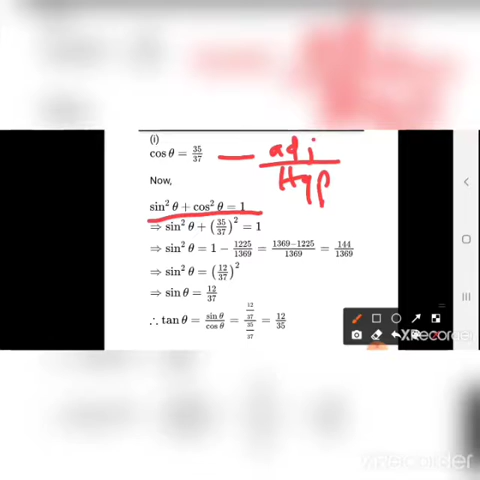 (i)
cos θ = 35/37 — adj/Hyp
Now,
sin² θ + cos² θ = 1
⇒ sin² θ + (35/37)² = 1
⇒ sin² θ = 1 − 1225/1369 = (1369−1225)/1369 = 144/1369
⇒ sin² θ = (12/37)²
⇒ sin θ = 12/37
∴ tan θ = sin θ/cos θ = (12/37)/(35/37) = 12/35
XRecorder
XRecorder